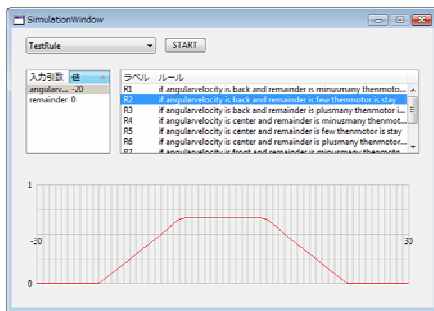 SimulationWindow
TestRule START
入力引数 値 ラベル ルール
angularv... -20 R1 if angularvelocity is back and remainder is minusmany thenmoto...
remainder 0 R2 if angularvelocity is back and remainder is few thenmotor is stay
R3 if angularvelocity is back and remainder is plusmany thenmotor i...
R4 if angularvelocity is center and remainder is minusmany thenmot...
R5 if angularvelocity is center and remainder is few thenmotor is stay
R6 if angularvelocity is center and remainder is plusmany thenmotor...
R7 if angularvelocity is front and remainder is minusmany thenmoto...
1
-30 30
0